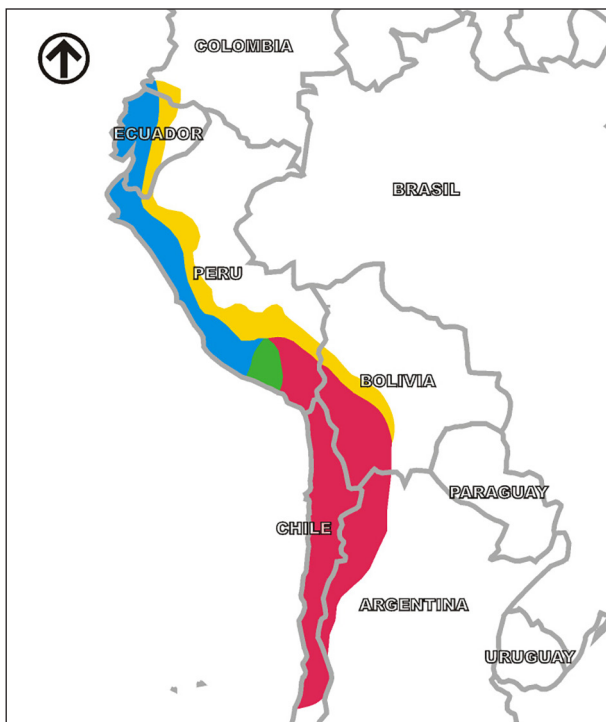 COLOMBIA
ECUADOR
BRASIL
PERU
BOLIVIA
PARAGUAY
CHILE
ARGENTINA
URUGUAY